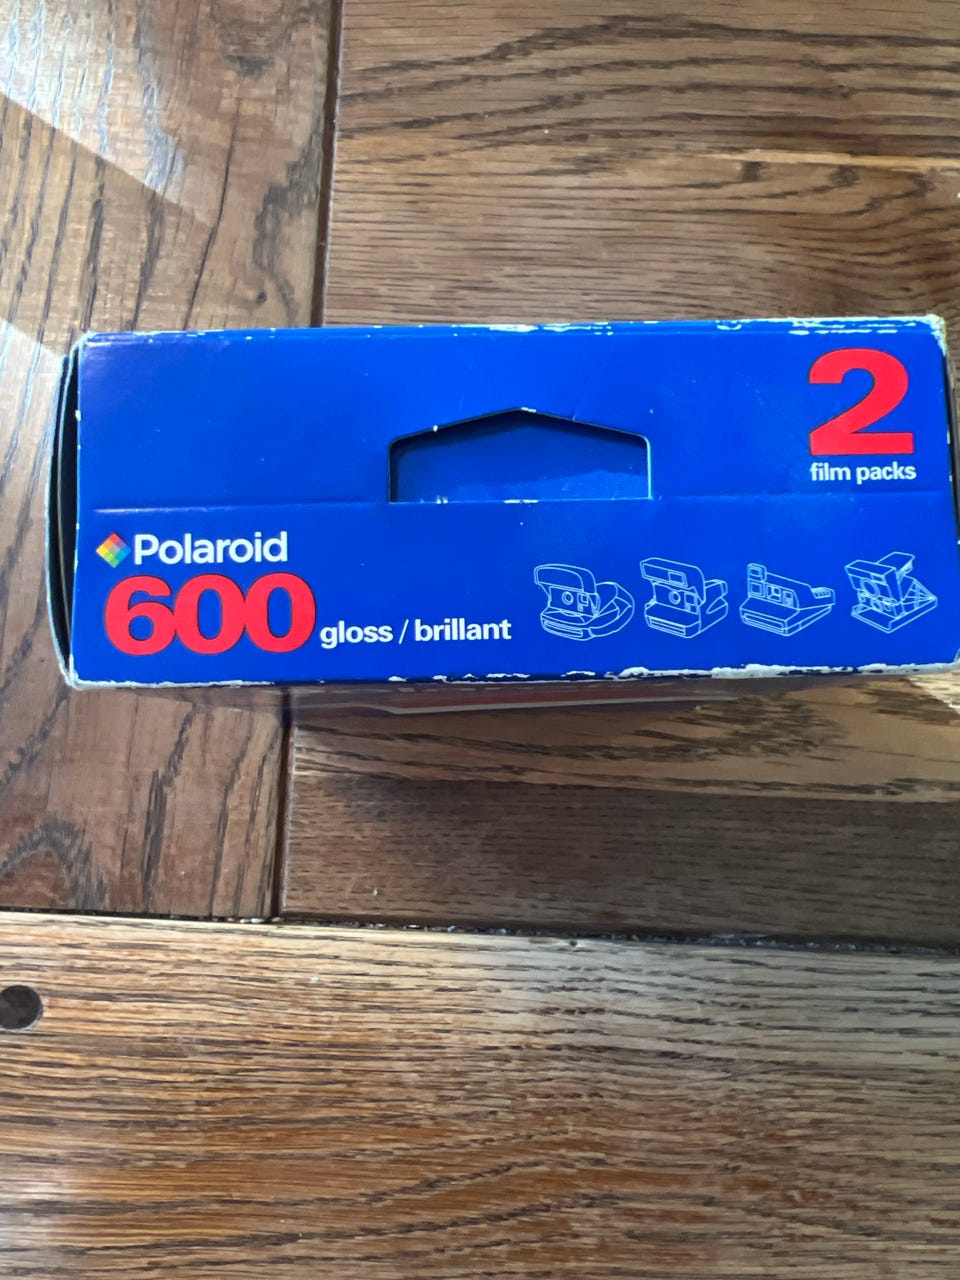 2
film packs
Polaroid
600 gloss / brillant